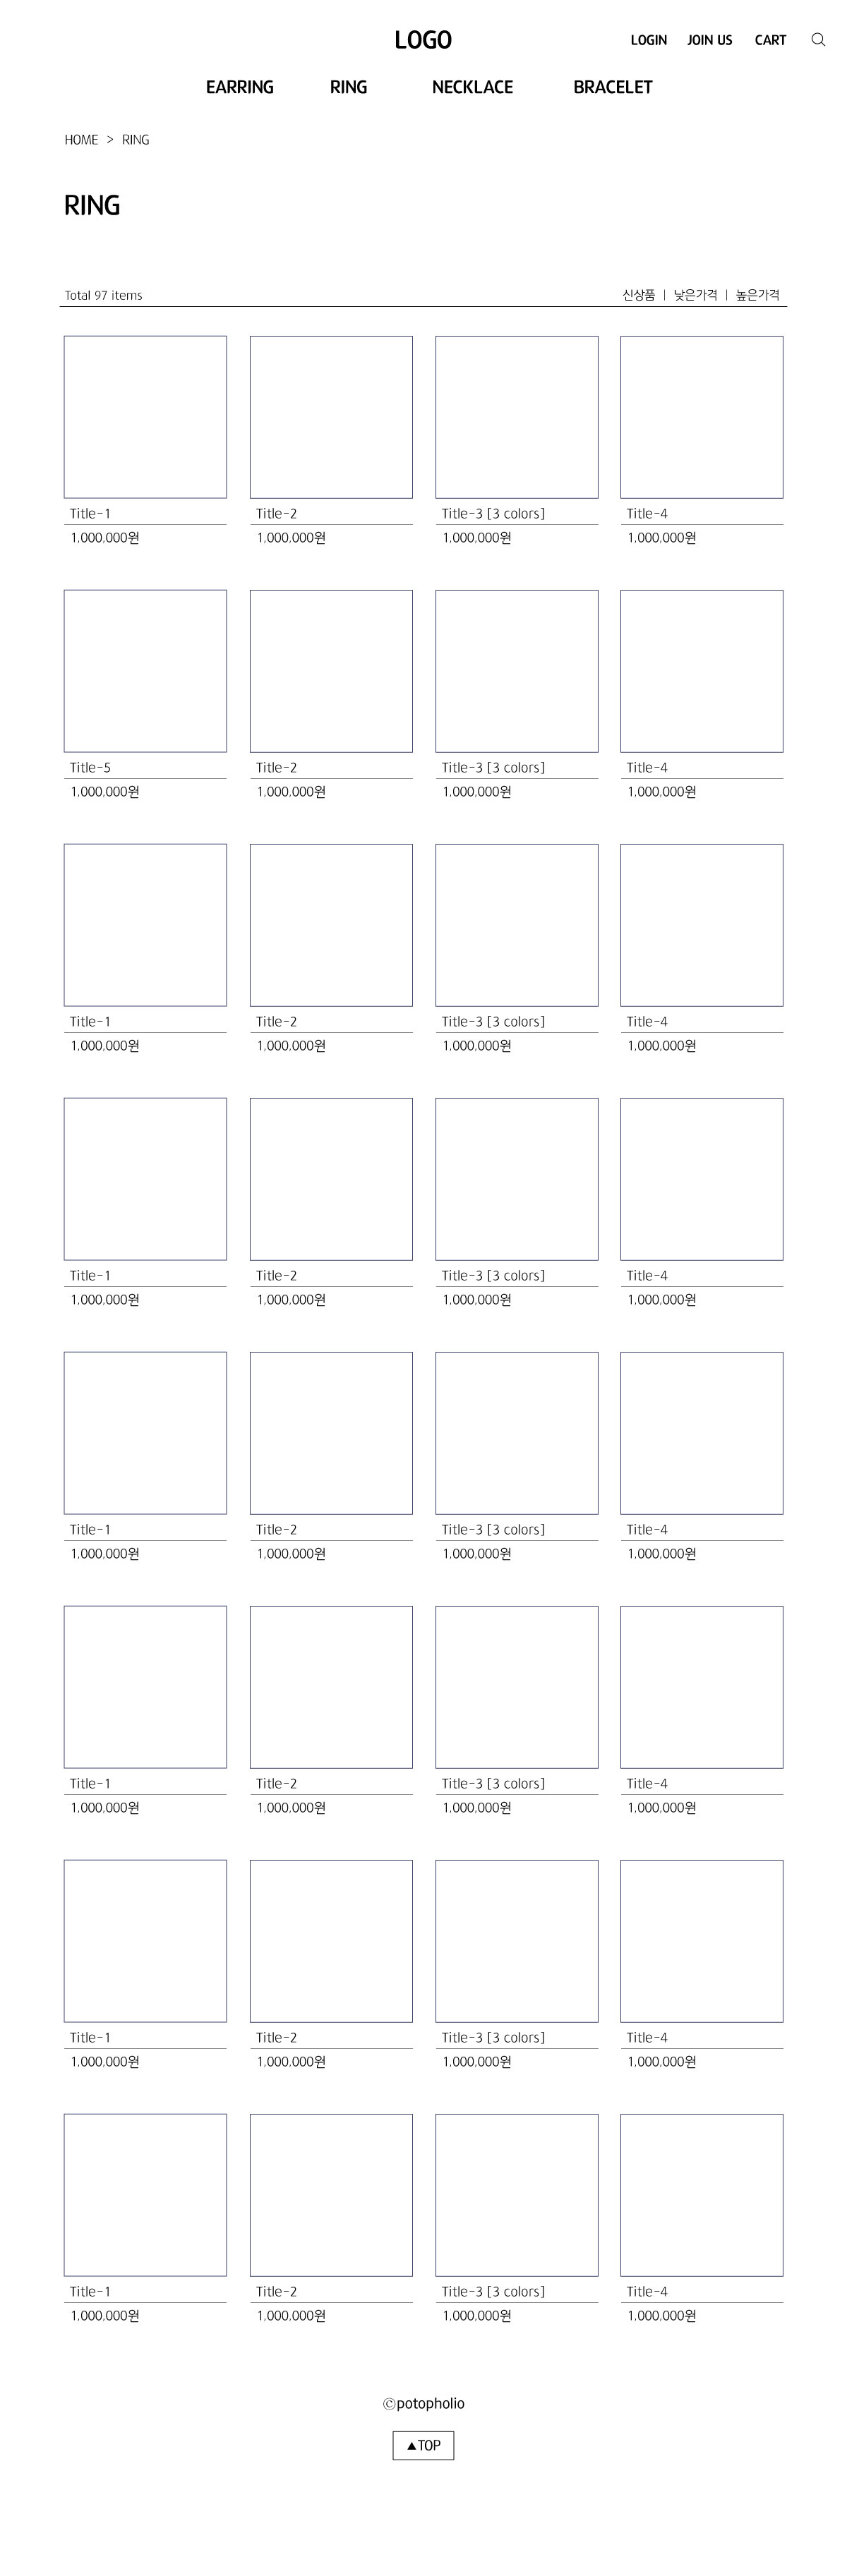 LOGO LOGIN JOIN US CART
EARRING RING NECKLACE BRACELET
HOME > RING
RING
Total 97 items 신상품 | 낮은가격 | 높은가격
Title-1 Title-2 Title-3 [3 colors] Title-4
1,000,000원 1,000,000원 1,000,000원 1,000,000원
Title-5 Title-2 Title-3 [3 colors] Title-4
1,000,000원 1,000,000원 1,000,000원 1,000,000원
Title-1 Title-2 Title-3 [3 colors] Title-4
1,000,000원 1,000,000원 1,000,000원 1,000,000원
Title-1 Title-2 Title-3 [3 colors] Title-4
1,000,000원 1,000,000원 1,000,000원 1,000,000원
Title-1 Title-2 Title-3 [3 colors] Title-4
1,000,000원 1,000,000원 1,000,000원 1,000,000원
Title-1 Title-2 Title-3 [3 colors] Title-4
1,000,000원 1,000,000원 1,000,000원 1,000,000원
Title-1 Title-2 Title-3 [3 colors] Title-4
1,000,000원 1,000,000원 1,000,000원 1,000,000원
Title-1 Title-2 Title-3 [3 colors] Title-4
1,000,000원 1,000,000원 1,000,000원 1,000,000원
©potopholio
▲TOP